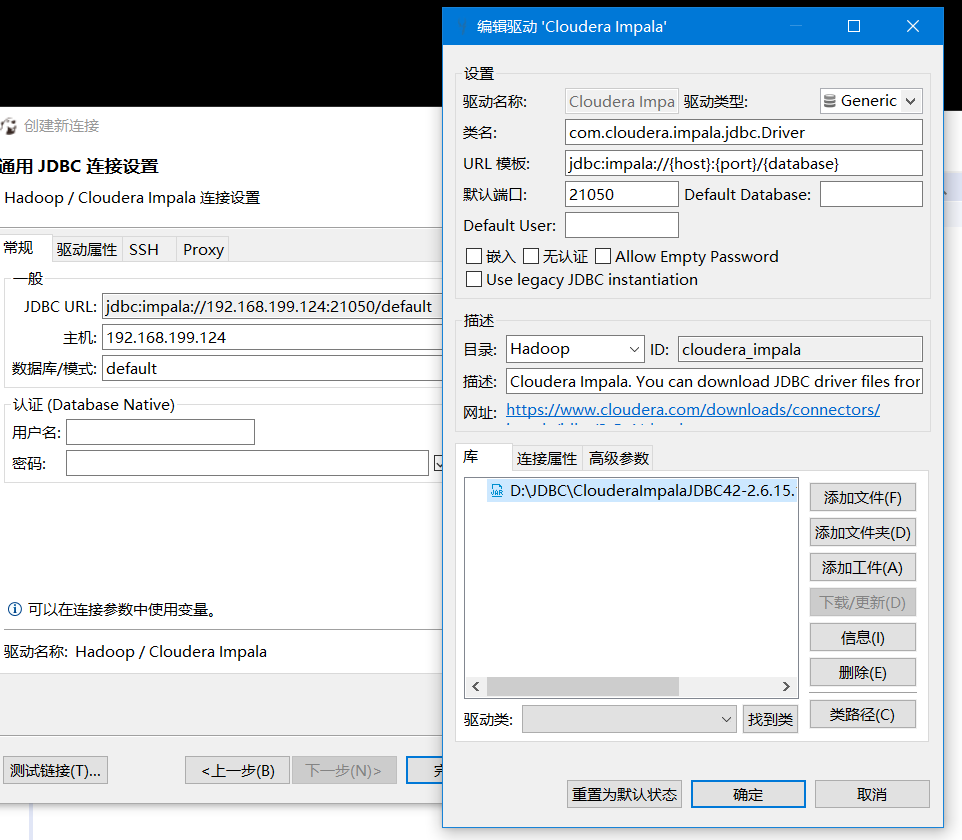 创建新连接
通用 JDBC 连接设置
Hadoop / Cloudera Impala 连接设置
常规 驱动属性 SSH Proxy
一般
JDBC URL: jdbc:impala://192.168.199.124:21050/default
主机: 192.168.199.124
数据库/模式: default
认证 (Database Native)
用户名:
密码:
可以在连接参数中使用变量。
驱动名称: Hadoop / Cloudera Impala
测试链接(T)... <上一步(B) 下一步(N)>
编辑驱动 'Cloudera Impala'
设置
驱动名称: Cloudera Impa 驱动类型: Generic
类名: com.cloudera.impala.jdbc.Driver
URL 模板: jdbc:impala://{host}:{port}/{database}
默认端口: 21050 Default Database:
Default User:
嵌入 无认证 Allow Empty Password
Use legacy JDBC instantiation
描述
目录: Hadoop ID: cloudera_impala
描述: Cloudera Impala. You can download JDBC driver files fror
网址: https://www.cloudera.com/downloads/connectors/
库 连接属性 高级参数
JAR D:\JDBC\ClouderaImpalaJDBC42-2.6.15.
添加文件(F)
添加文件夹(D)
添加工件(A)
下载/更新(D)
信息(I)
删除(E)
类路径(C)
驱动类: 找到类
重置为默认状态 确定 取消